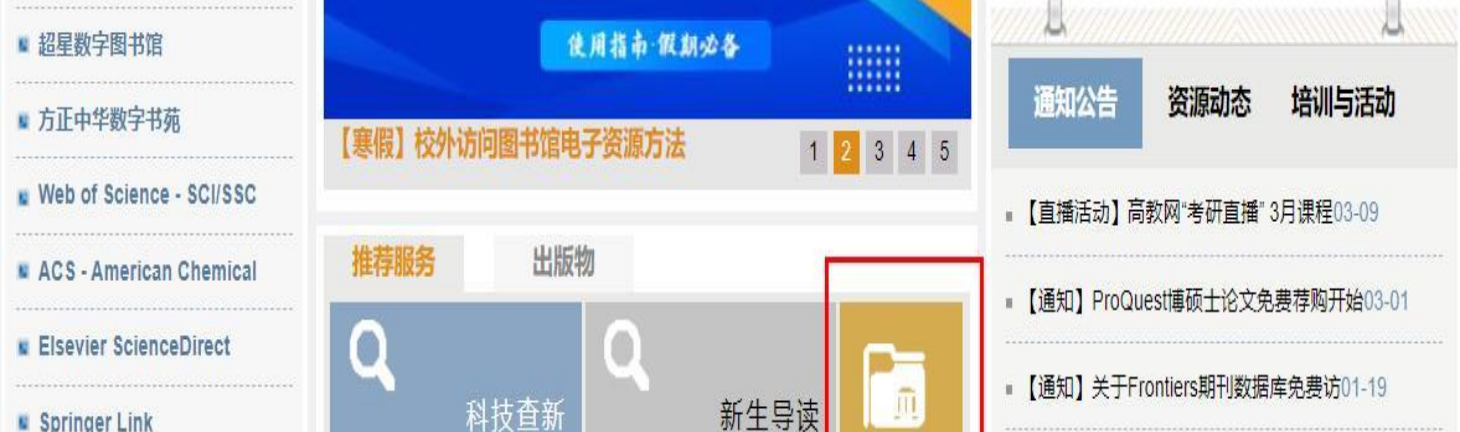 超星数字图书馆
方正中华数字书苑
Web of Science - SCI/SSC
ACS - American Chemical
Elsevier ScienceDirect
Springer Link
使用指南·假期必备
【寒假】校外访问图书馆电子资源方法
1 2 3 4 5
推荐服务 出版物
科技查新
新生导读
通知公告 资源动态 培训与活动
【直播活动】高教网“考研直播” 3月课程03-09
【通知】ProQuest博硕士论文免费荐购开始03-01
【通知】关于Frontiers期刊数据库免费访01-19